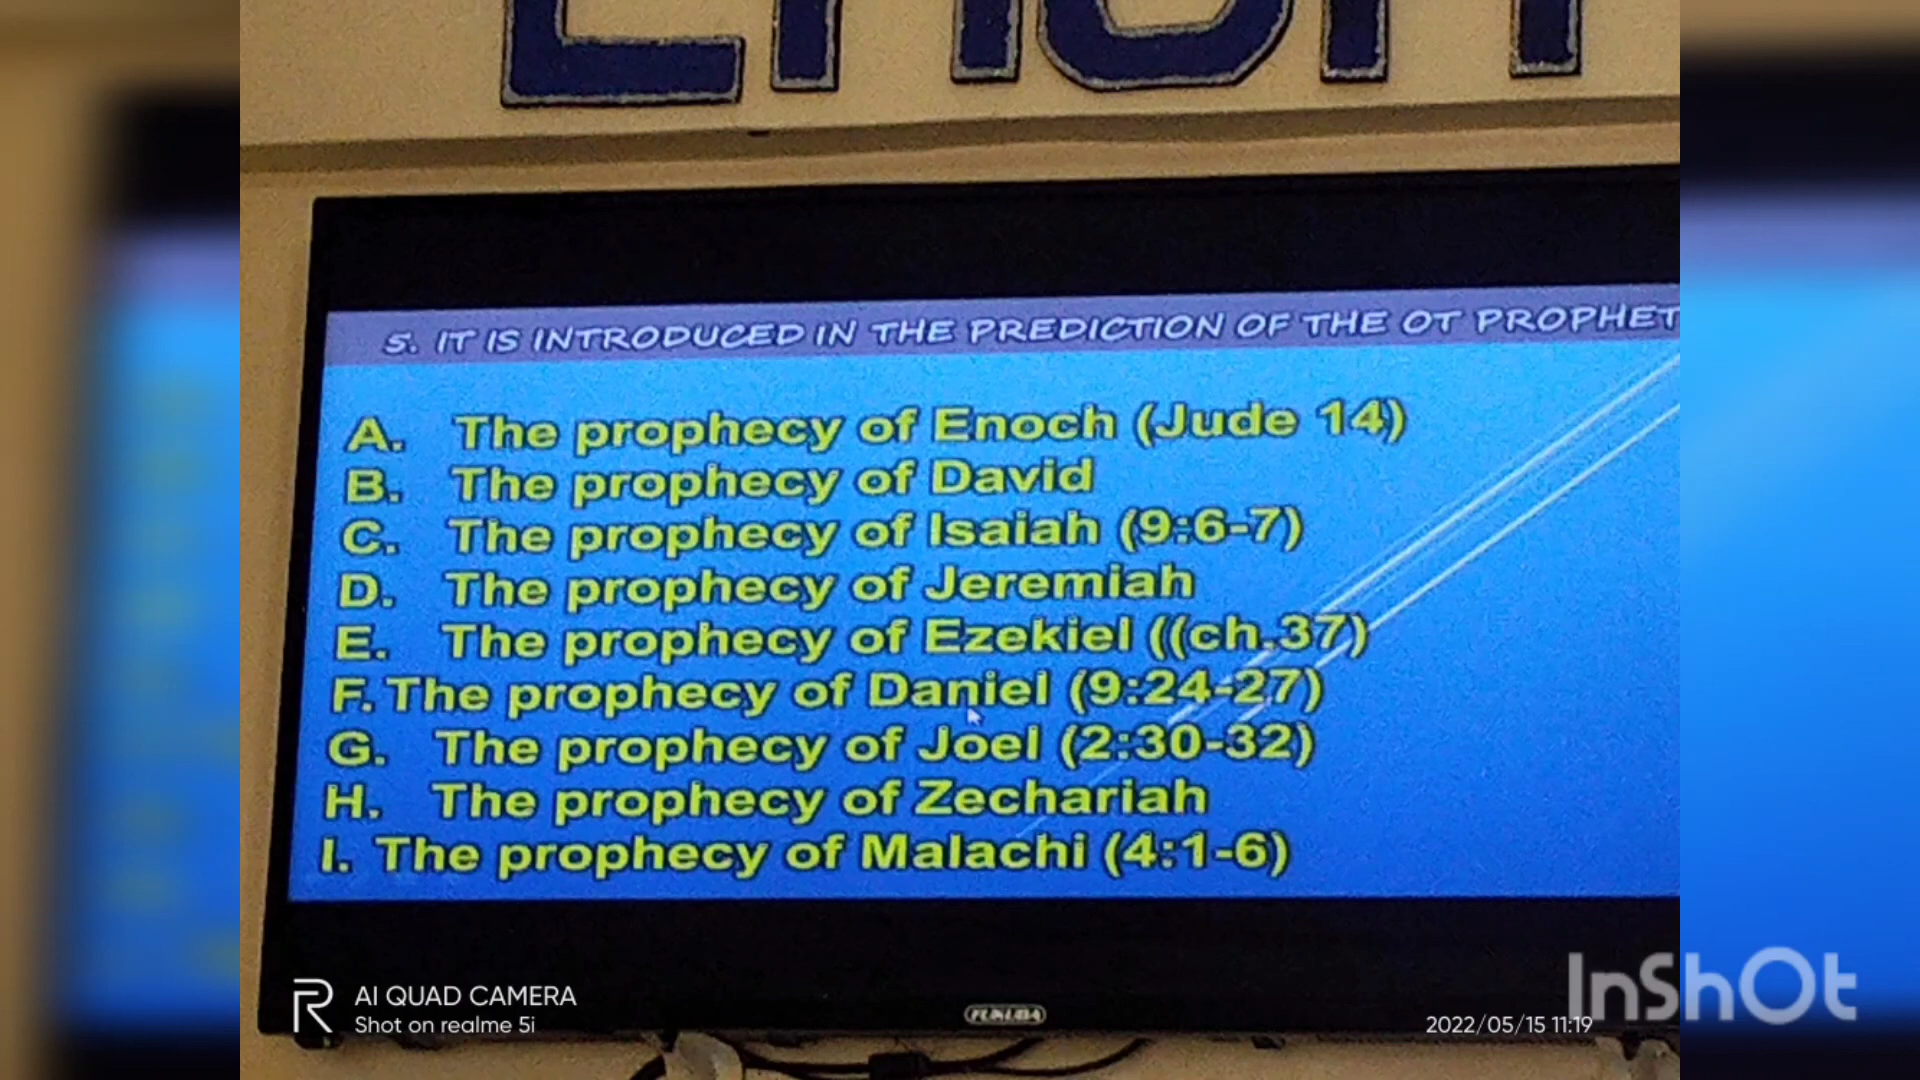 5. IT IS INTRODUCED IN THE PREDICTION OF THE OT PROPHET
A. The prophecy of Enoch (Jude 14)
B. The prophecy of David
C. The prophecy of Isaiah (9:6-7)
D. The prophecy of Jeremiah
E. The prophecy of Ezekiel ((ch.37)
F. The prophecy of Daniel (9:24-27)
G. The prophecy of Joel (2:30-32)
H. The prophecy of Zechariah
I. The prophecy of Malachi (4:1-6)
FUKUDA
AI QUAD CAMERA
Shot on realme 5i
2022/05/15 11:19
InShOt